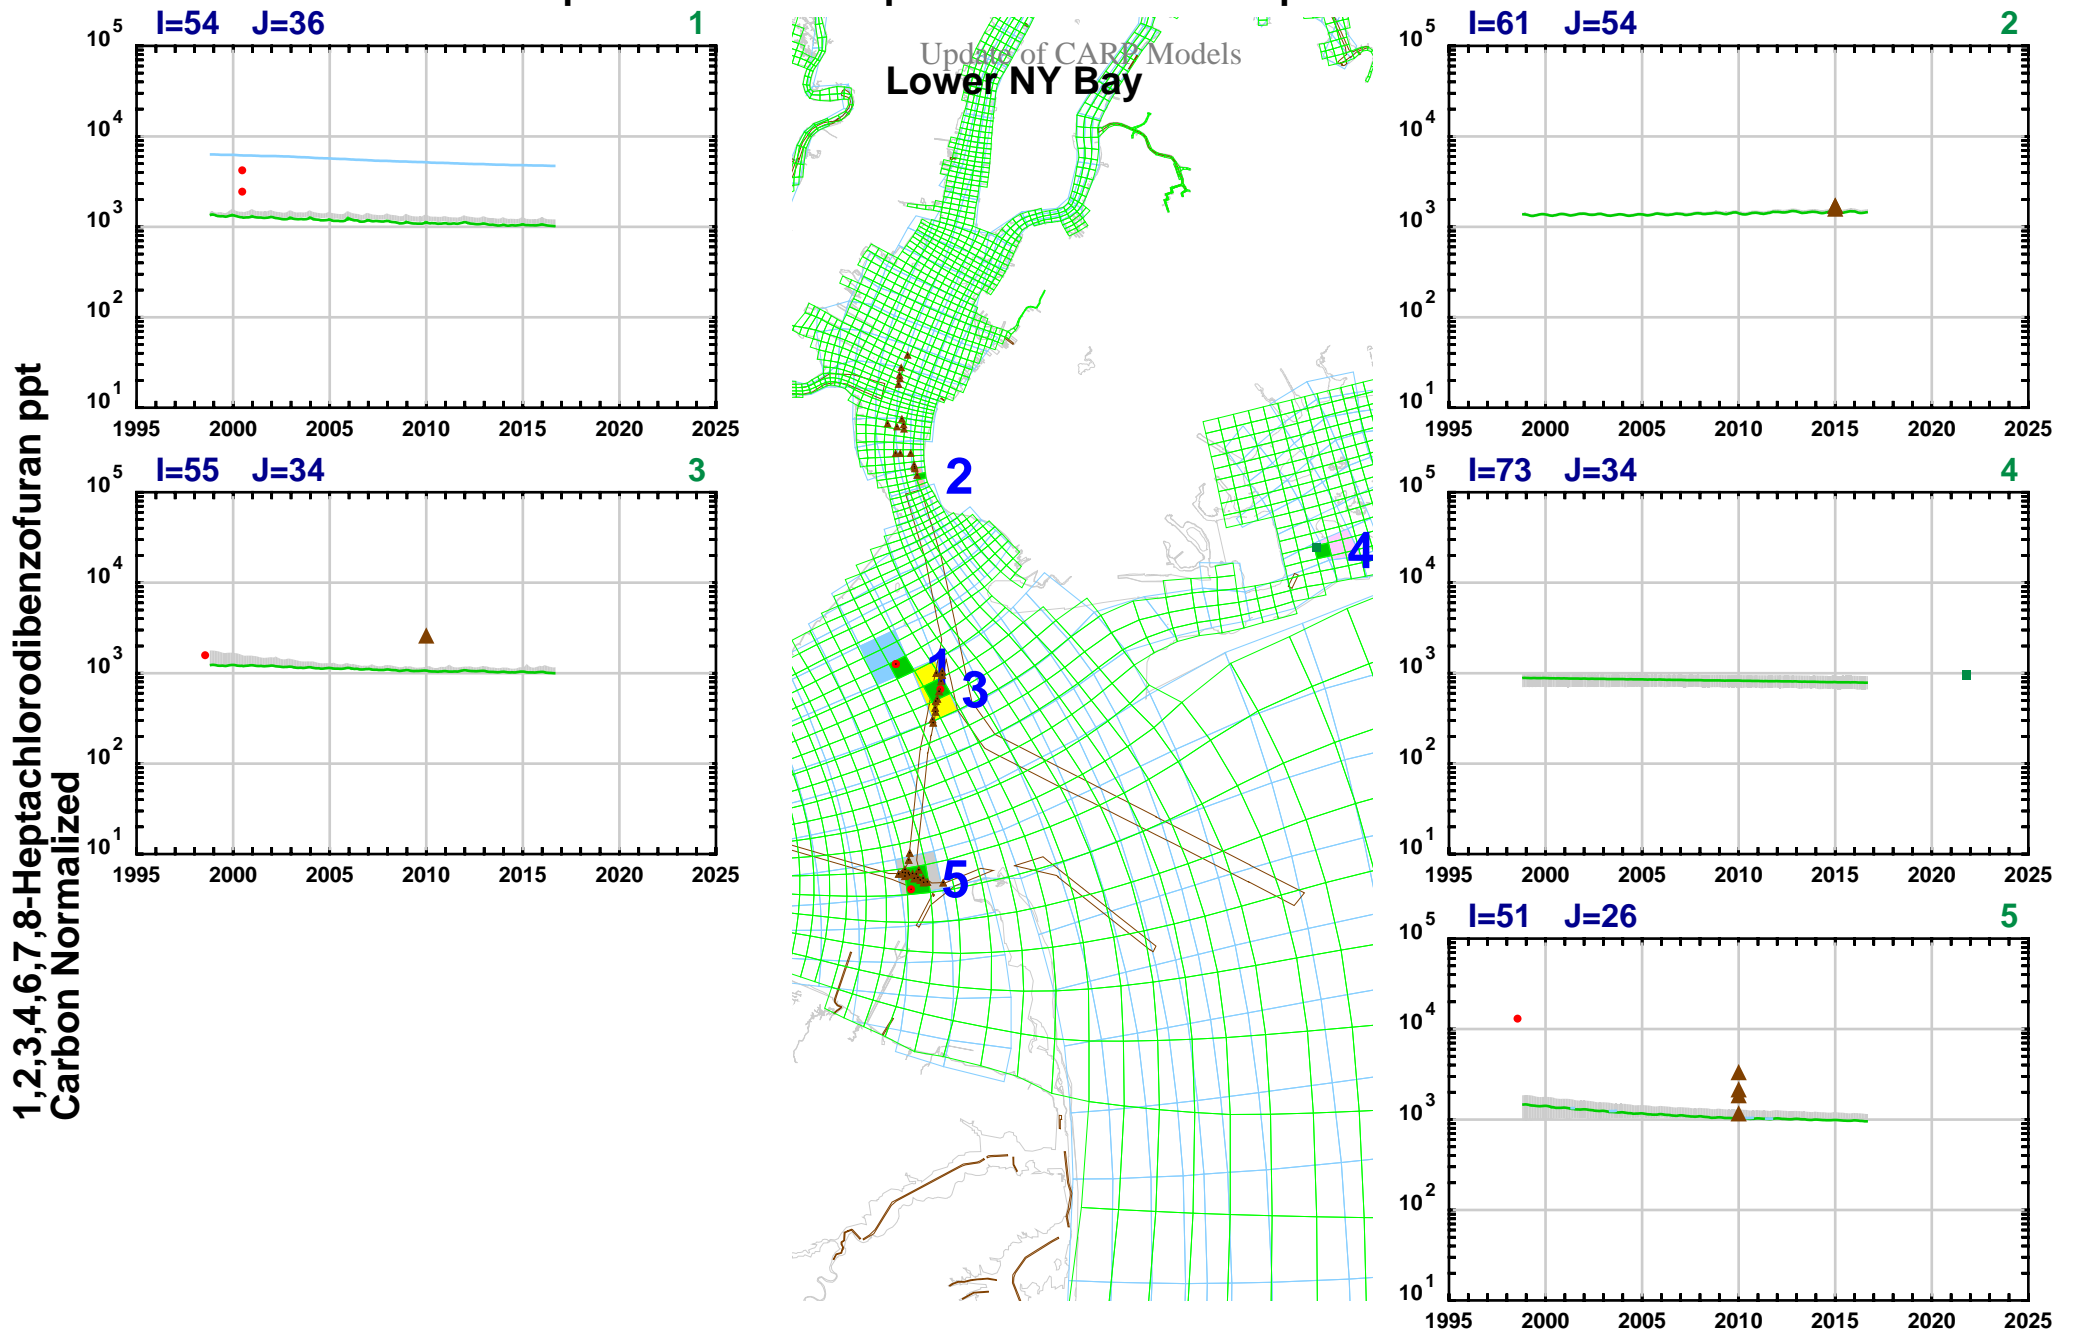 Update of CARP Models
Lower NY Bay
1,2,3,4,6,7,8-Heptachlorodibenzofuran ppt
Carbon Normalized
I=54 J=36 1
10^5
10^4
10^3
10^2
10^1
1995 2000 2005 2010 2015 2020 2025
I=61 J=54 2
10^5
10^4
10^3
10^2
10^1
1995 2000 2005 2010 2015 2020 2025
I=55 J=34 3
10^5
10^4
10^3
10^2
10^1
1995 2000 2005 2010 2015 2020 2025
I=73 J=34 4
10^5
10^4
10^3
10^2
10^1
1995 2000 2005 2010 2015 2020 2025
I=51 J=26 5
10^5
10^4
10^3
10^2
10^1
1995 2000 2005 2010 2015 2020 2025
2
4
1
3
5